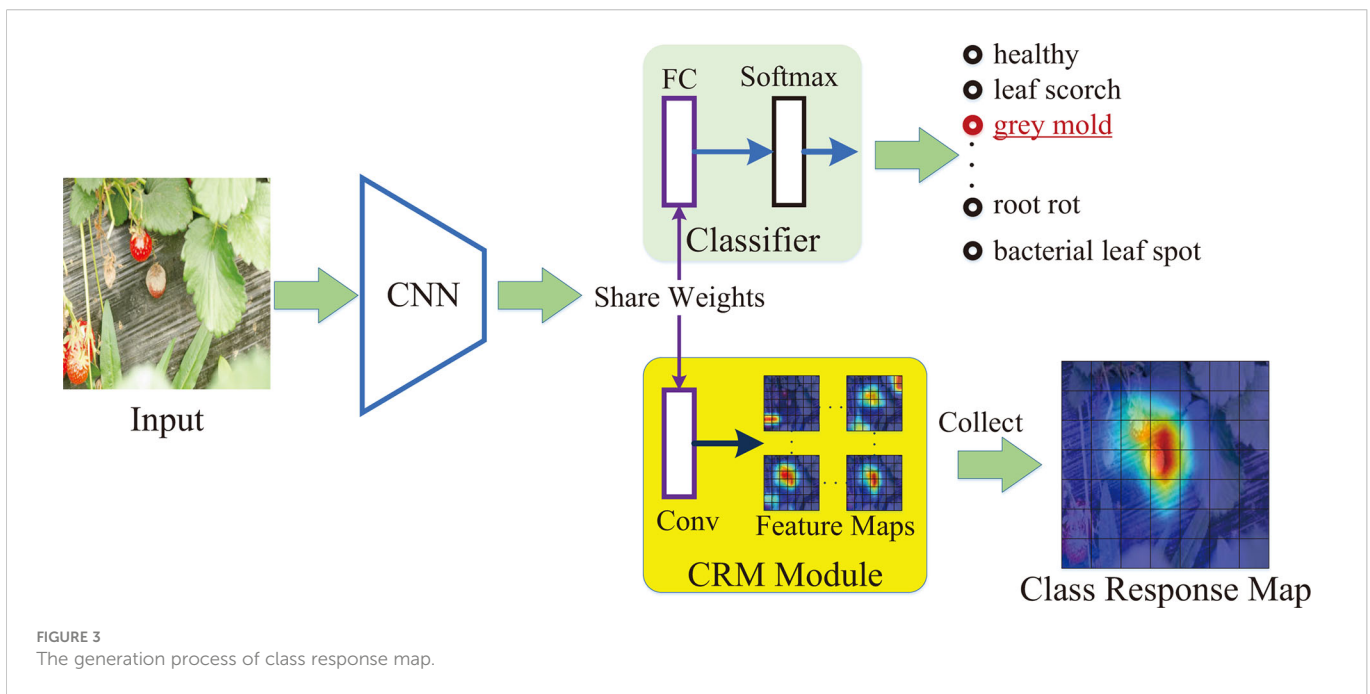 FC
Softmax
Classifier
healthy
leaf scorch
grey mold
root rot
bacterial leaf spot
Input
CNN
Share Weights
Conv
Feature Maps
CRM Module
Collect
Class Response Map
FIGURE 3
The generation process of class response map.